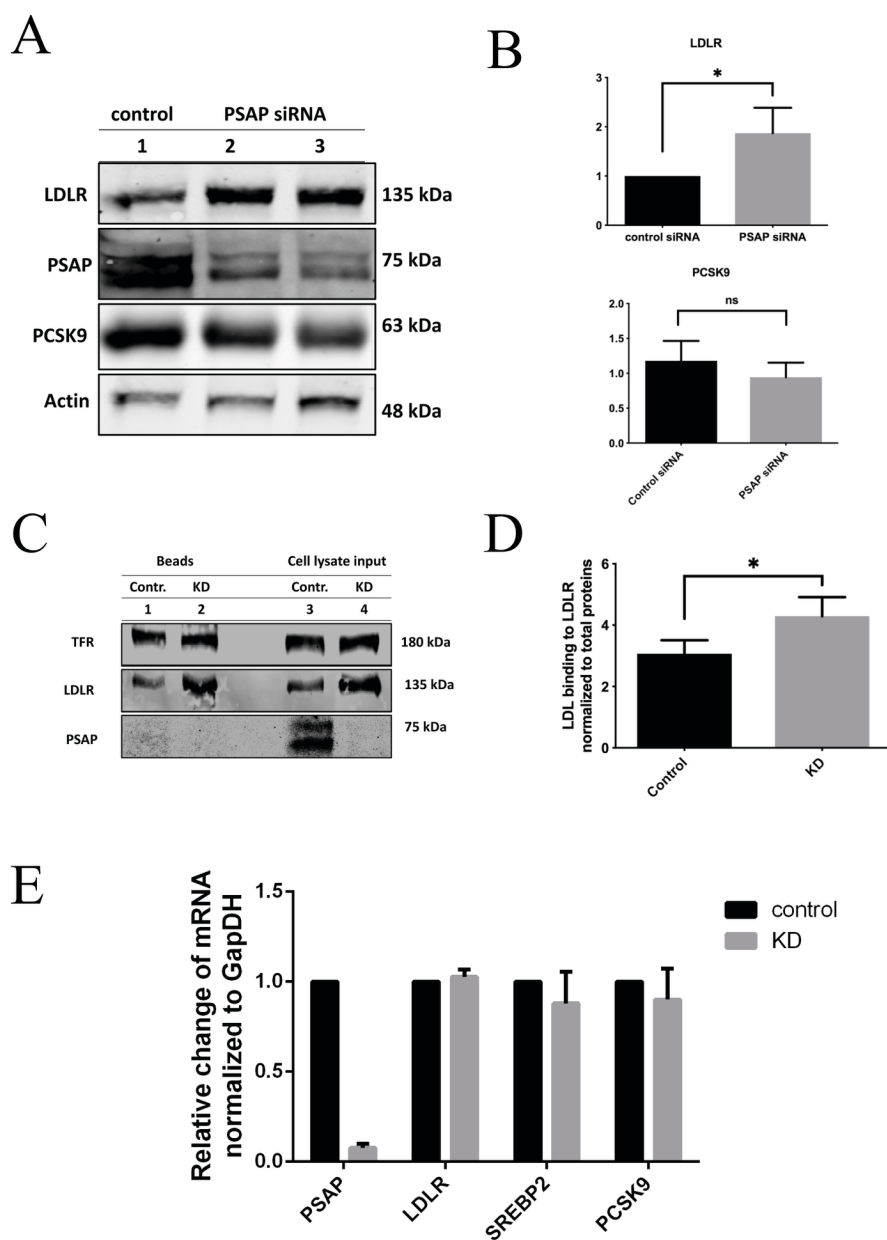 A
control PSAP siRNA
1 2 3
LDLR 135 kDa
PSAP 75 kDa
PCSK9 63 kDa
Actin 48 kDa
B
LDLR
*
3
2
1
0
control siRNA PSAP siRNA
PCSK9
ns
2.0
1.5
1.0
0.5
0.0
Control siRNA PSAP siRNA
C
Beads Cell lysate input
Contr. KD Contr. KD
1 2 3 4
TFR 180 kDa
LDLR 135 kDa
PSAP 75 kDa
D
LDL binding to LDLR
normalized to total proteins
*
6
4
2
0
Control KD
E
Relative change of mRNA
normalized to GapDH
1.5
1.0
0.5
0.0
PSAP LDLR SREBP2 PCSK9
control
KD